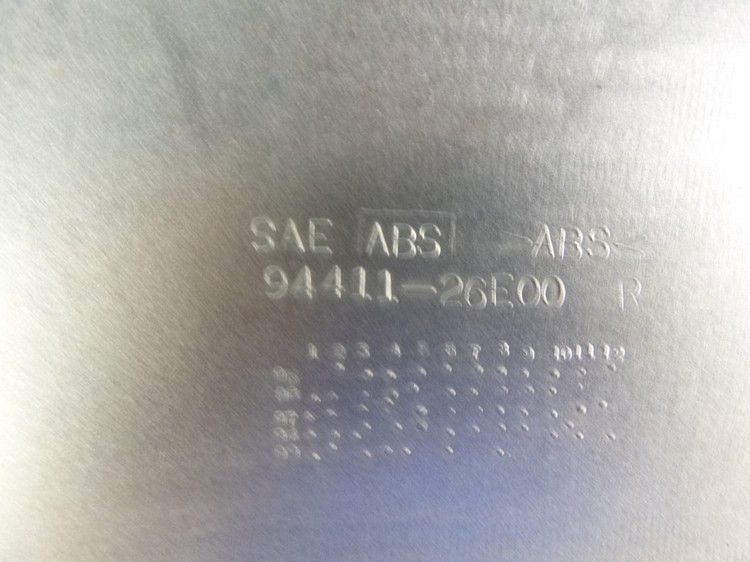 SAE ABS >ABS<
94411-26E00 R
1 2 3 4 5 6 7 8 9 10 11 12